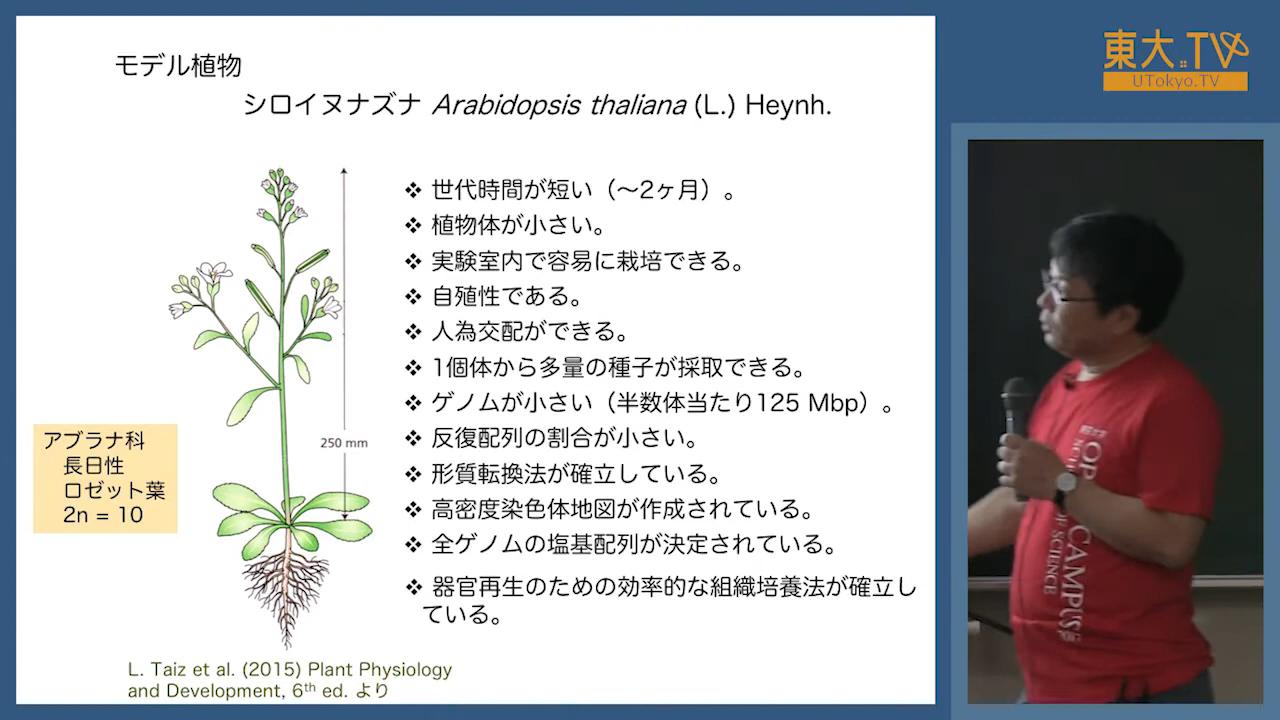 東大.TV
UTokyo.TV
モデル植物
シロイヌナズナ Arabidopsis thaliana (L.) Heynh.
❖ 世代時間が短い（〜2ヶ月）。
❖ 植物体が小さい。
❖ 実験室内で容易に栽培できる。
❖ 自殖性である。
❖ 人為交配ができる。
❖ 1個体から多量の種子が採取できる。
❖ ゲノムが小さい（半数体当たり125 Mbp）。
❖ 反復配列の割合が小さい。
❖ 形質転換法が確立している。
❖ 高密度染色体地図が作成されている。
❖ 全ゲノムの塩基配列が決定されている。
❖ 器官再生のための効率的な組織培養法が確立し
ている。
250 mm
アブラナ科
長日性
ロゼット葉
2n = 10
L. Taiz et al. (2015) Plant Physiology
and Development, 6th ed. より
CAMPUS
SCIENCE